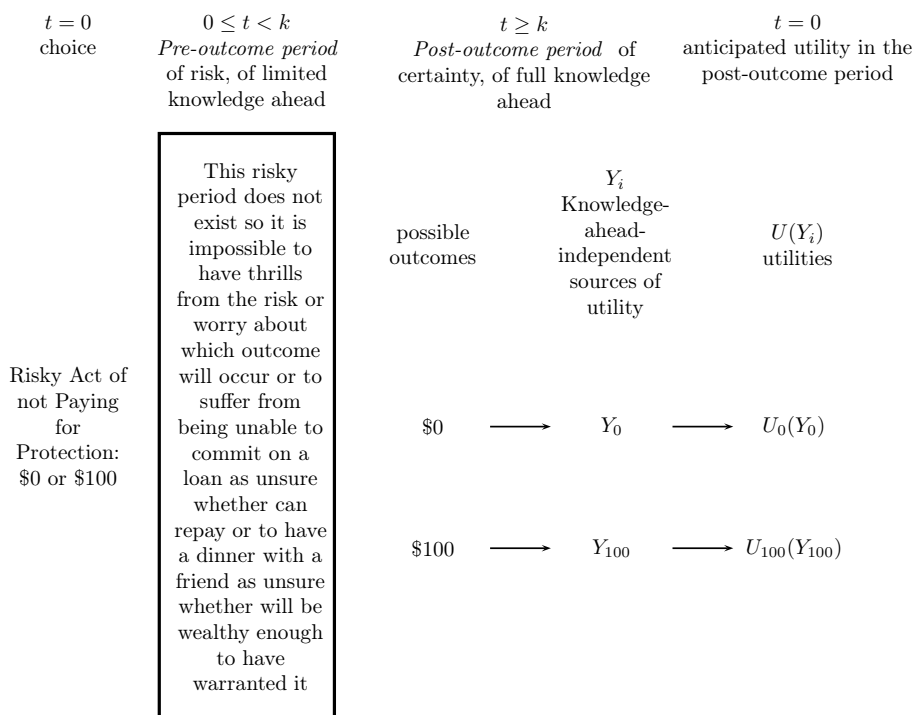 t = 0
choice
0 ≤ t < k
Pre-outcome period
of risk, of limited
knowledge ahead
t ≥ k
Post-outcome period of
certainty, of full knowledge
ahead
t = 0
anticipated utility in the
post-outcome period
Risky Act of
not Paying
for
Protection:
$0 or $100
This risky
period does not
exist so it is
impossible to
have thrills
from the risk or
worry about
which outcome
will occur or to
suffer from
being unable to
commit on a
loan as unsure
whether can
repay or to have
a dinner with a
friend as unsure
whether will be
wealthy enough
to have
warranted it
possible
outcomes
Y_i
Knowledge-
ahead-
independent
sources of
utility
U(Y_i)
utilities
$0 → Y_0 → U_0(Y_0)
$100 → Y_100 → U_100(Y_100)